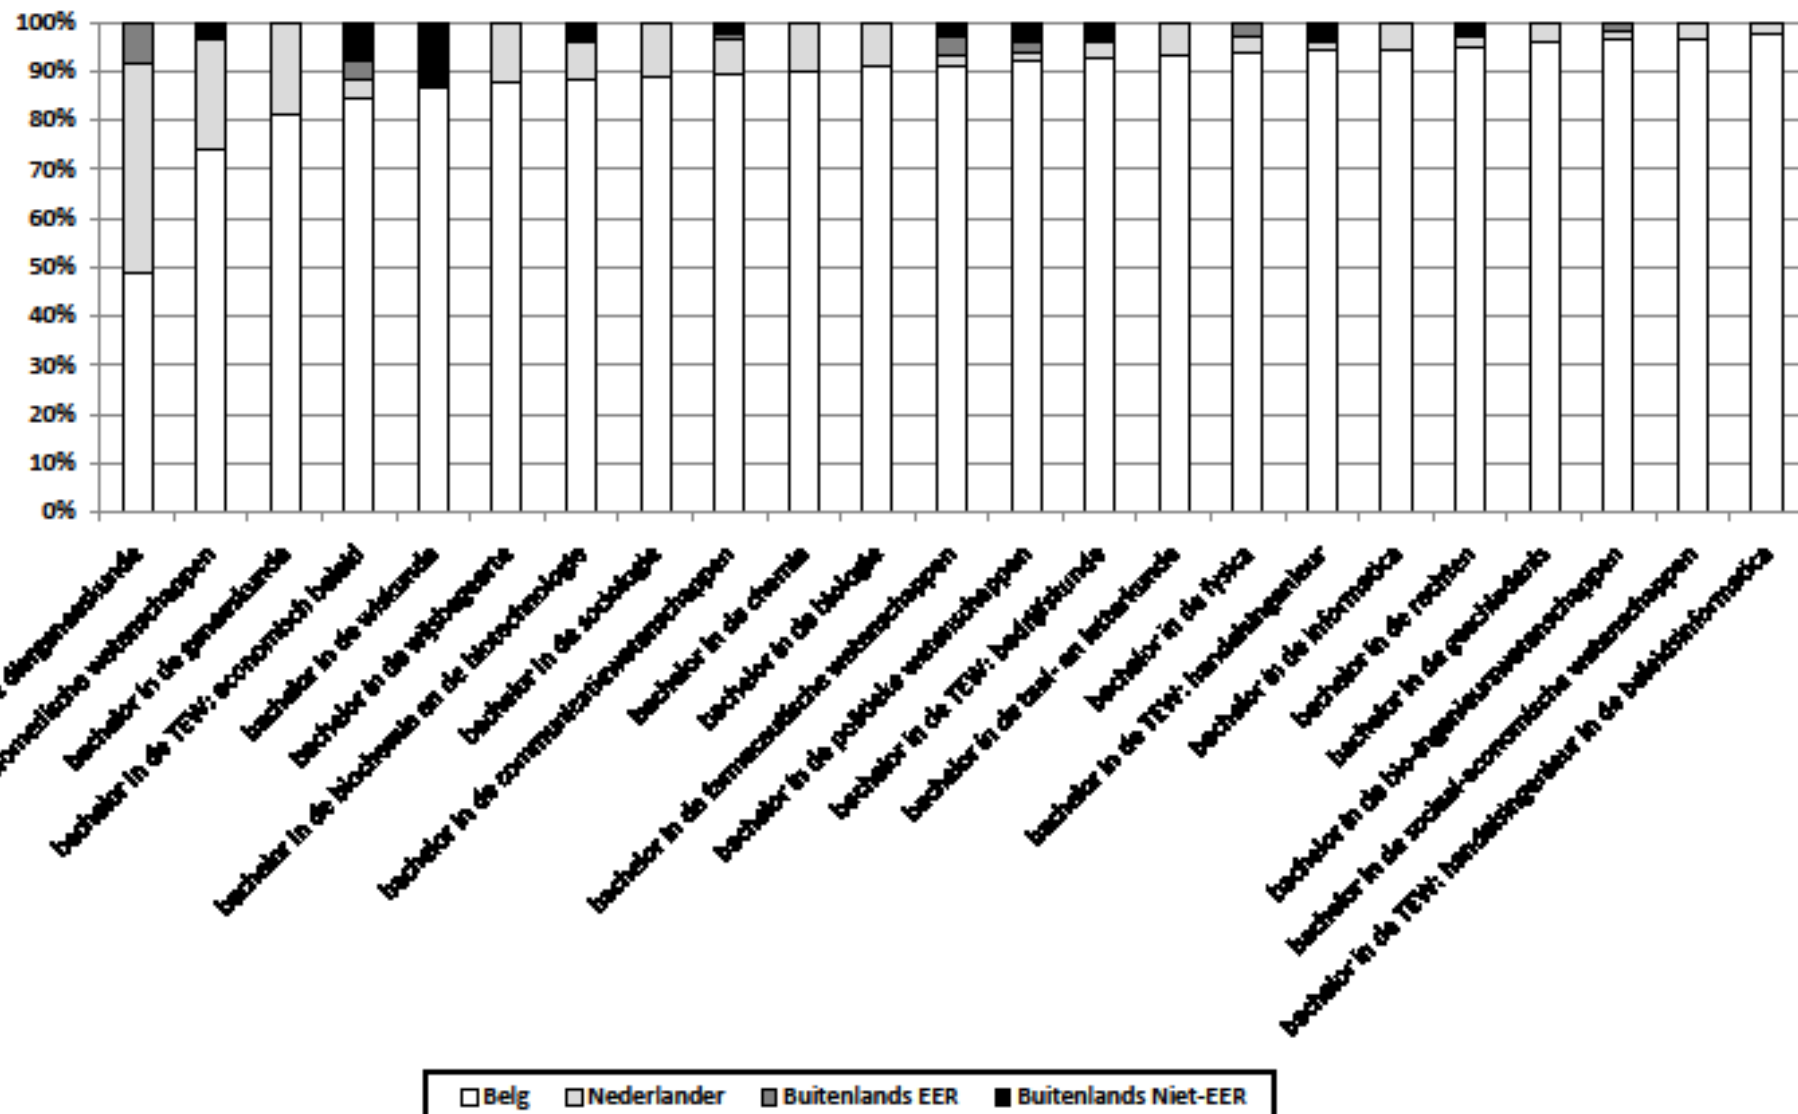 100%
90%
80%
70%
60%
50%
40%
30%
20%
10%
0%
diergeneeskunde
wetenschappen
bachelor in de geneeskunde
bachelor in de TEW: economisch beleid
bachelor in de wiskunde
bachelor in de wijsbegeerte
bachelor in de biochemie en de biotechnologie
bachelor in de sociologie
bachelor in de communicatiewetenschappen
bachelor in de chemie
bachelor in de biologie
bachelor in de farmaceutische wetenschappen
bachelor in de politieke wetenschappen
bachelor in de TEW: bedrijfskunde
bachelor in de taal- en letterkunde
bachelor in de fysica
bachelor in de TEW: handelsingenieur
bachelor in de informatica
bachelor in de rechten
bachelor in de geschiedenis
bachelor in de bio-ingenieurswetenschappen
bachelor in de sociaal-economische wetenschappen
bachelor in de TEW: handelsingenieur in de beleidsinformatica
Belg Nederlander Buitenlands EER Buitenlands Niet-EER